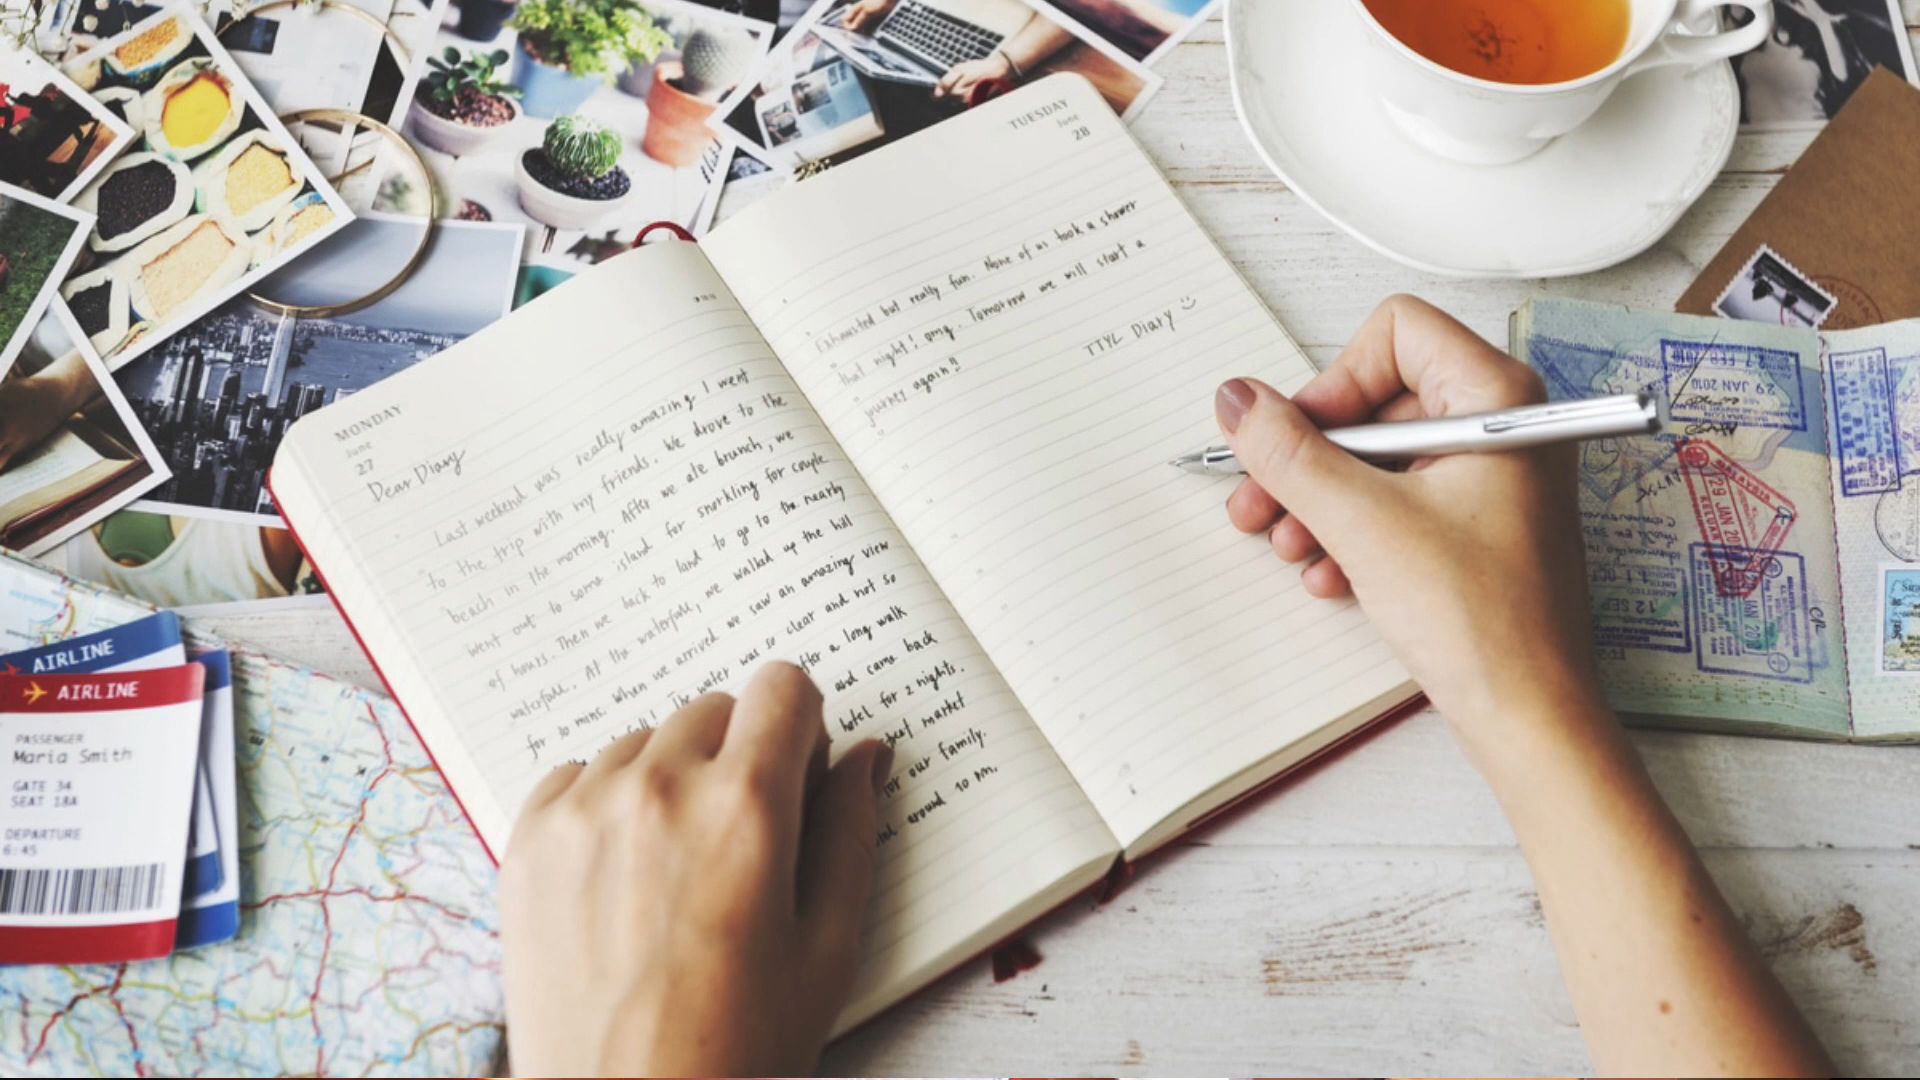 MONDAY
June
27
Dear Diary
Last weekend was really amazing I went
to the trip with my friends. We drove to the
beach in the morning. After we ate brunch, we
went out to some island for snorkling for couple
of hours. Then we back to land to go to the nearby
waterfall. At the waterfall, we walked up the hill
for 30 mins. When we arrived we saw an amazing view
fall! The water was so clear and not so
after a long walk
and came back
hotel for 2 nights.
market
for our family.
around 10 pm.
TUESDAY
June
28
Exhausted but really fun. None of us took a shower
that night! omg. Tomorrow we will start a
journey again!!
TTYL Diary
AIRLINE
AIRLINE
PASSENGER
Maria Smith
GATE 34
SEAT 18A
DEPARTURE
6:45
29 JAN 2010
MALAYSIA
12 SEP